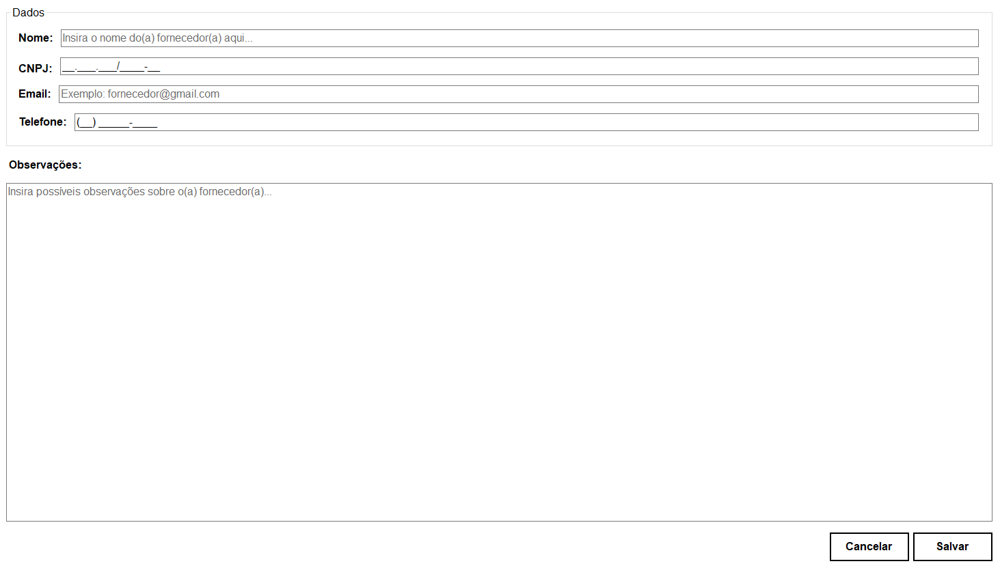 Dados
Nome: Insira o nome do(a) fornecedor(a) aqui...
CNPJ: __.___.___/____-__
Email: Exemplo: fornecedor@gmail.com
Telefone: (__) _____-____
Observações:
Insira possíveis observações sobre o(a) fornecedor(a)...
Cancelar Salvar